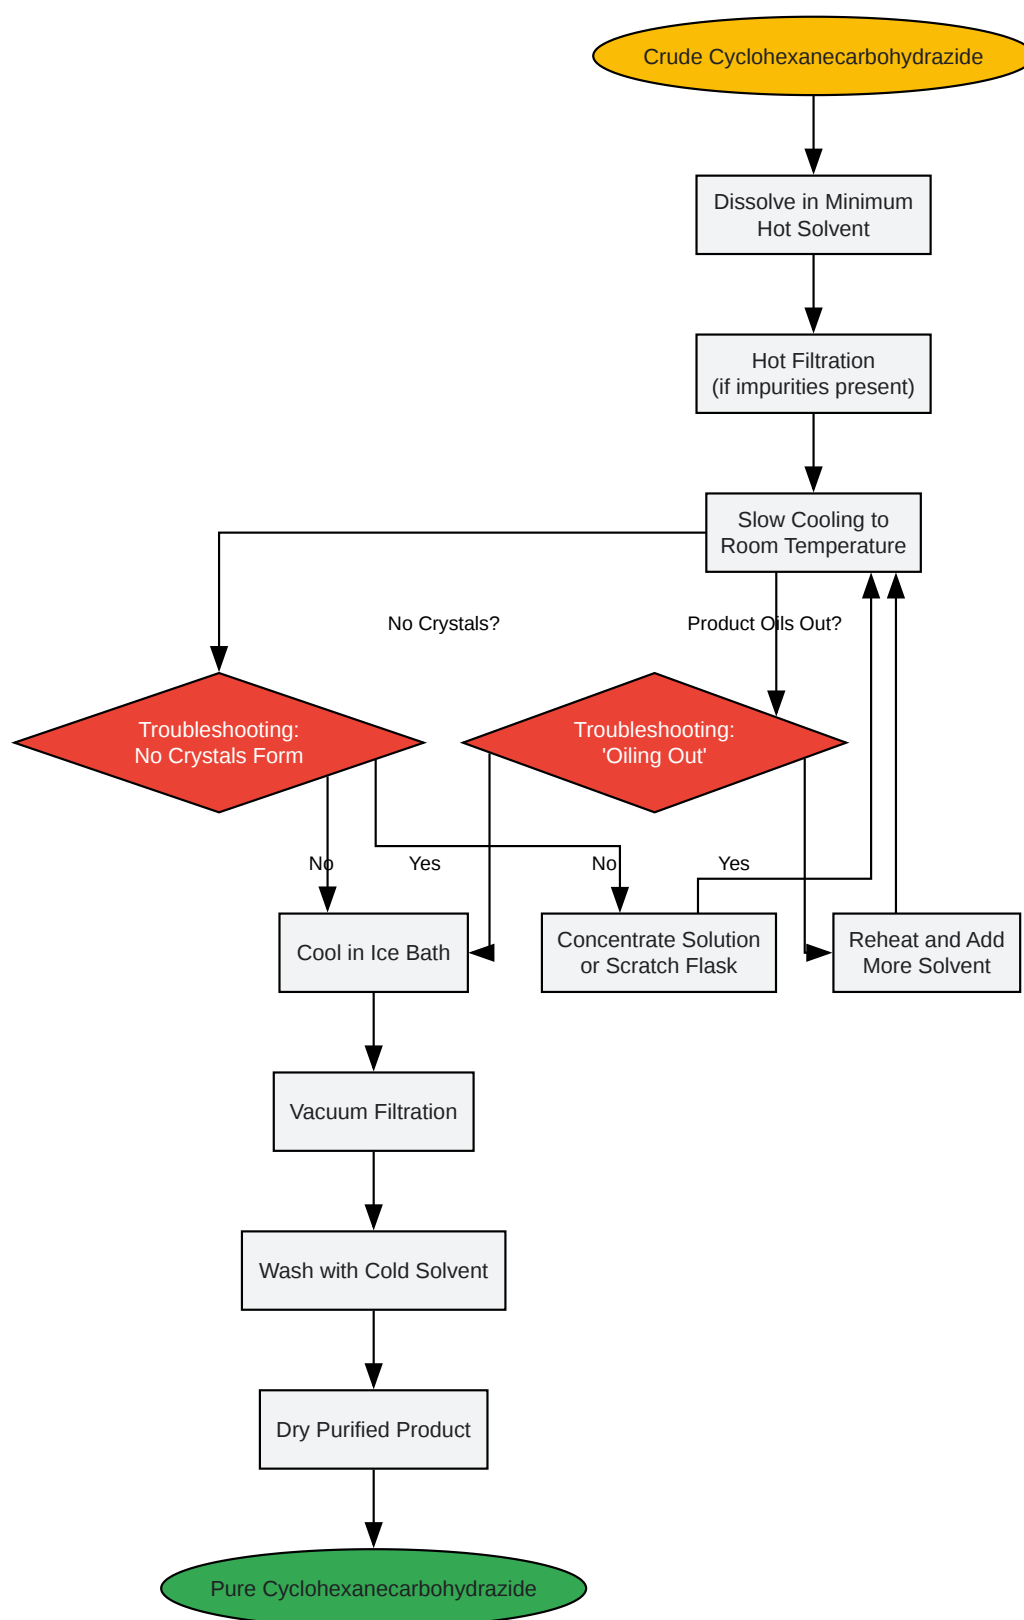 Crude Cyclohexanecarbohydrazide
Dissolve in Minimum
Hot Solvent
Hot Filtration
(if impurities present)
Slow Cooling to
Room Temperature
No Crystals?
Product Oils Out?
Troubleshooting:
No Crystals Form
Troubleshooting:
'Oiling Out'
No
Yes
No
Yes
Cool in Ice Bath
Concentrate Solution
or Scratch Flask
Reheat and Add
More Solvent
Vacuum Filtration
Wash with Cold Solvent
Dry Purified Product
Pure Cyclohexanecarbohydrazide